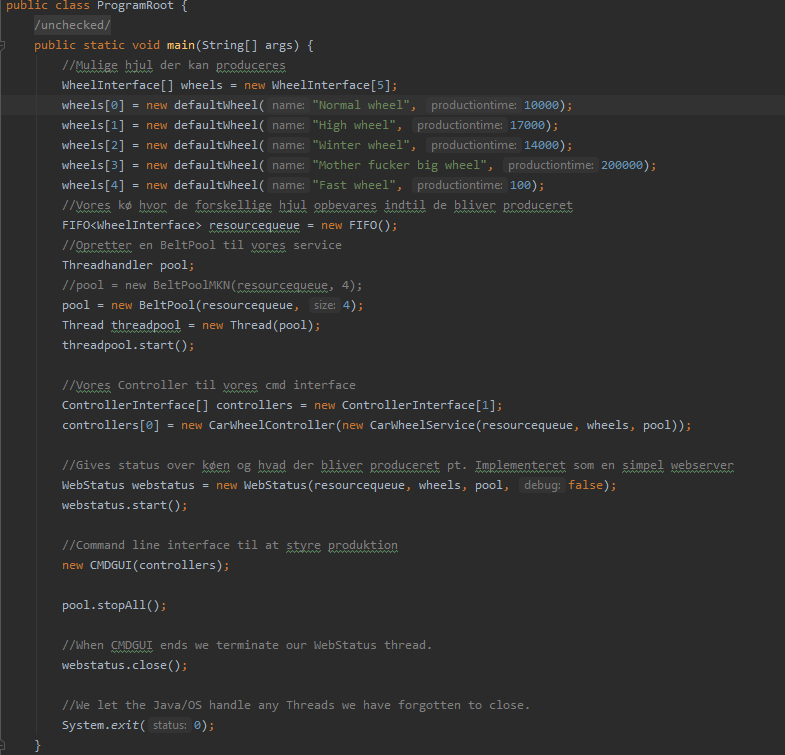 public class ProgramRoot {
/unchecked/
public static void main(String[] args) {
//Mulige hjul der kan produceres
WheelInterface[] wheels = new WheelInterface[5];
wheels[0] = new defaultWheel( name: "Normal wheel", productiontime: 10000);
wheels[1] = new defaultWheel( name: "High wheel", productiontime: 17000);
wheels[2] = new defaultWheel( name: "Winter wheel", productiontime: 14000);
wheels[3] = new defaultWheel( name: "Mother fucker big wheel", productiontime: 200000);
wheels[4] = new defaultWheel( name: "Fast wheel", productiontime: 100);
//Vores kø hvor de forskellige hjul opbevares indtil de bliver produceret
FIFO<WheelInterface> resourcequeue = new FIFO();
//Opretter en BeltPool til vores service
Threadhandler pool;
//pool = new BeltPoolMKN(resourcequeue, 4);
pool = new BeltPool(resourcequeue, size: 4);
Thread threadpool = new Thread(pool);
threadpool.start();
//Vores Controller til vores cmd interface
ControllerInterface[] controllers = new ControllerInterface[1];
controllers[0] = new CarWheelController(new CarWheelService(resourcequeue, wheels, pool));
//Gives status over køen og hvad der bliver produceret pt. Implementeret som en simpel webserver
WebStatus webstatus = new WebStatus(resourcequeue, wheels, pool, debug: false);
webstatus.start();
//Command line interface til at styre produktion
new CMDGUI(controllers);
pool.stopAll();
//When CMDGUI ends we terminate our WebStatus thread.
webstatus.close();
//We let the Java/OS handle any Threads we have forgotten to close.
System.exit( status: 0);
}